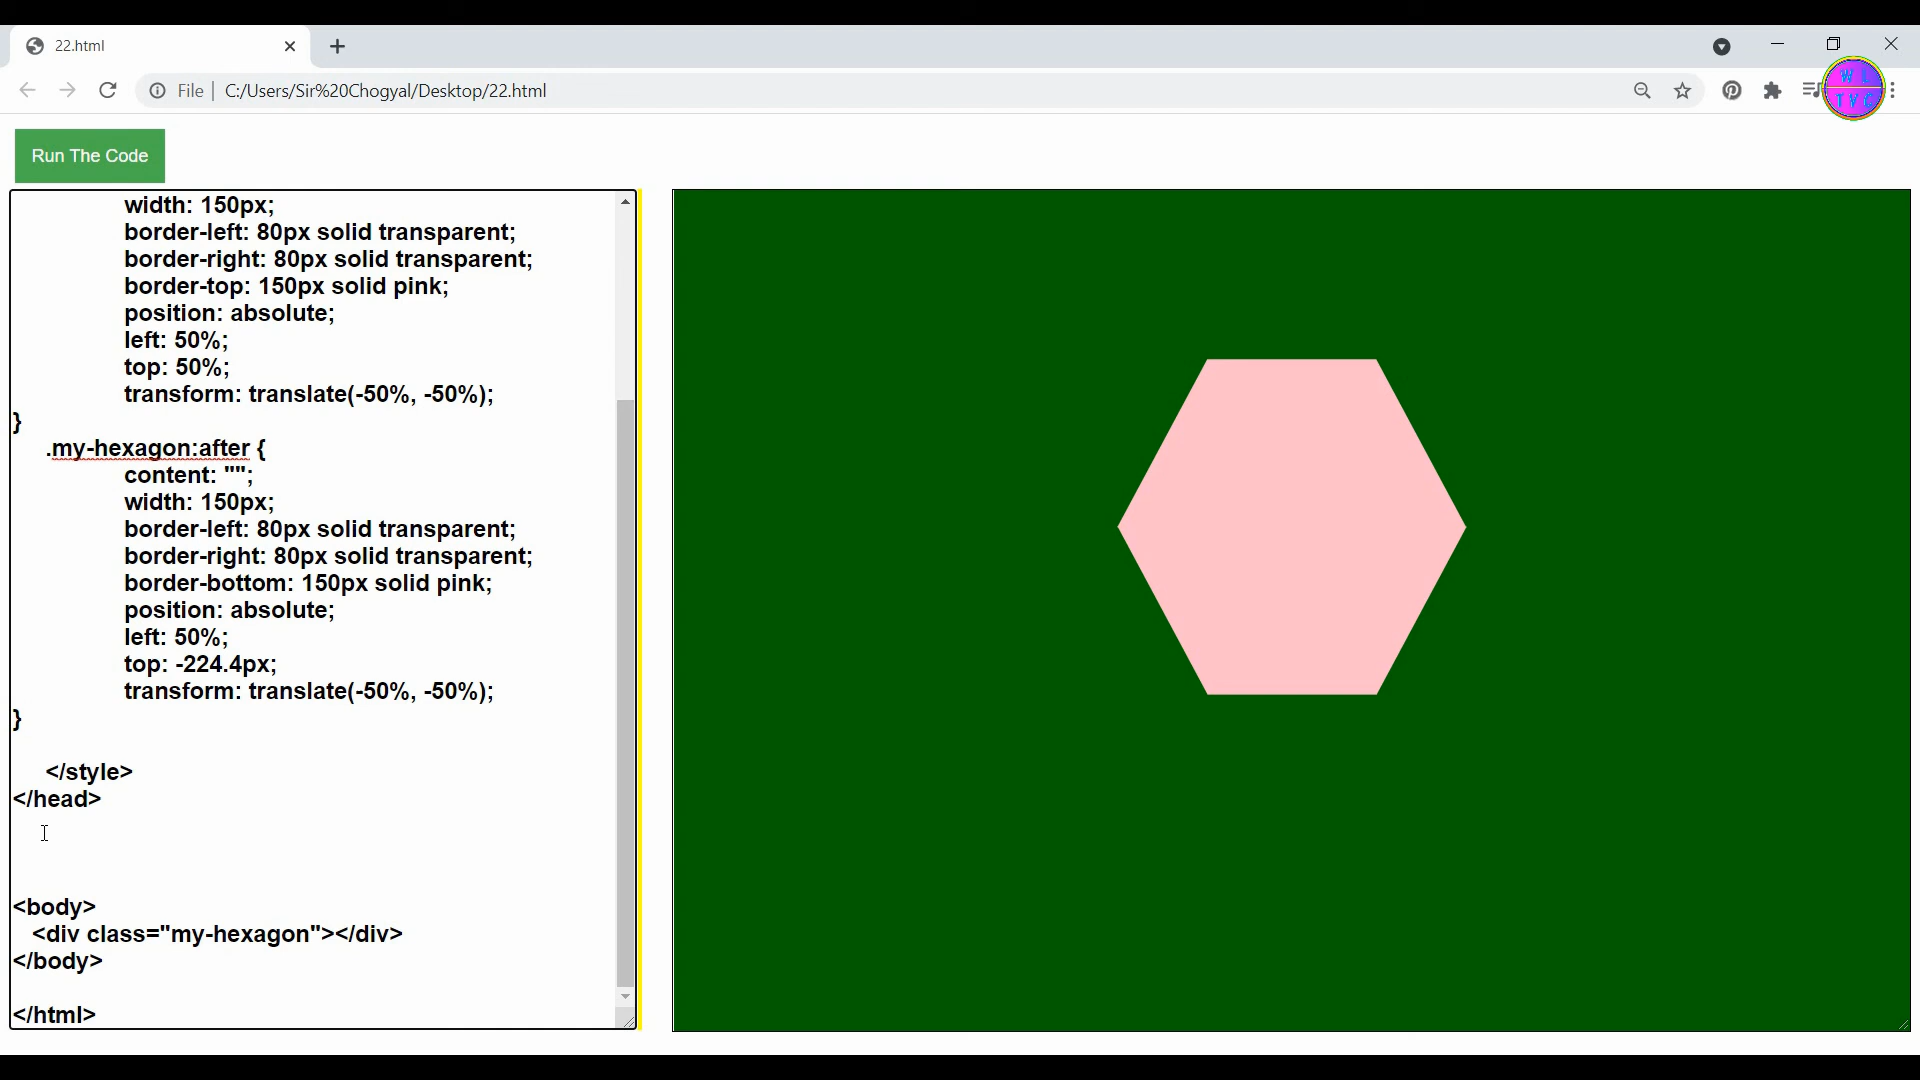 22.html
File | C:/Users/Sir%20Chogyal/Desktop/22.html
W L
T V C
Run The Code
width: 150px;
border-left: 80px solid transparent;
border-right: 80px solid transparent;
border-top: 150px solid pink;
position: absolute;
left: 50%;
top: 50%;
transform: translate(-50%, -50%);
}
.my-hexagon:after {
content: "";
width: 150px;
border-left: 80px solid transparent;
border-right: 80px solid transparent;
border-bottom: 150px solid pink;
position: absolute;
left: 50%;
top: -224.4px;
transform: translate(-50%, -50%);
}
</style>
</head>
<body>
<div class="my-hexagon"></div>
</body>
</html>